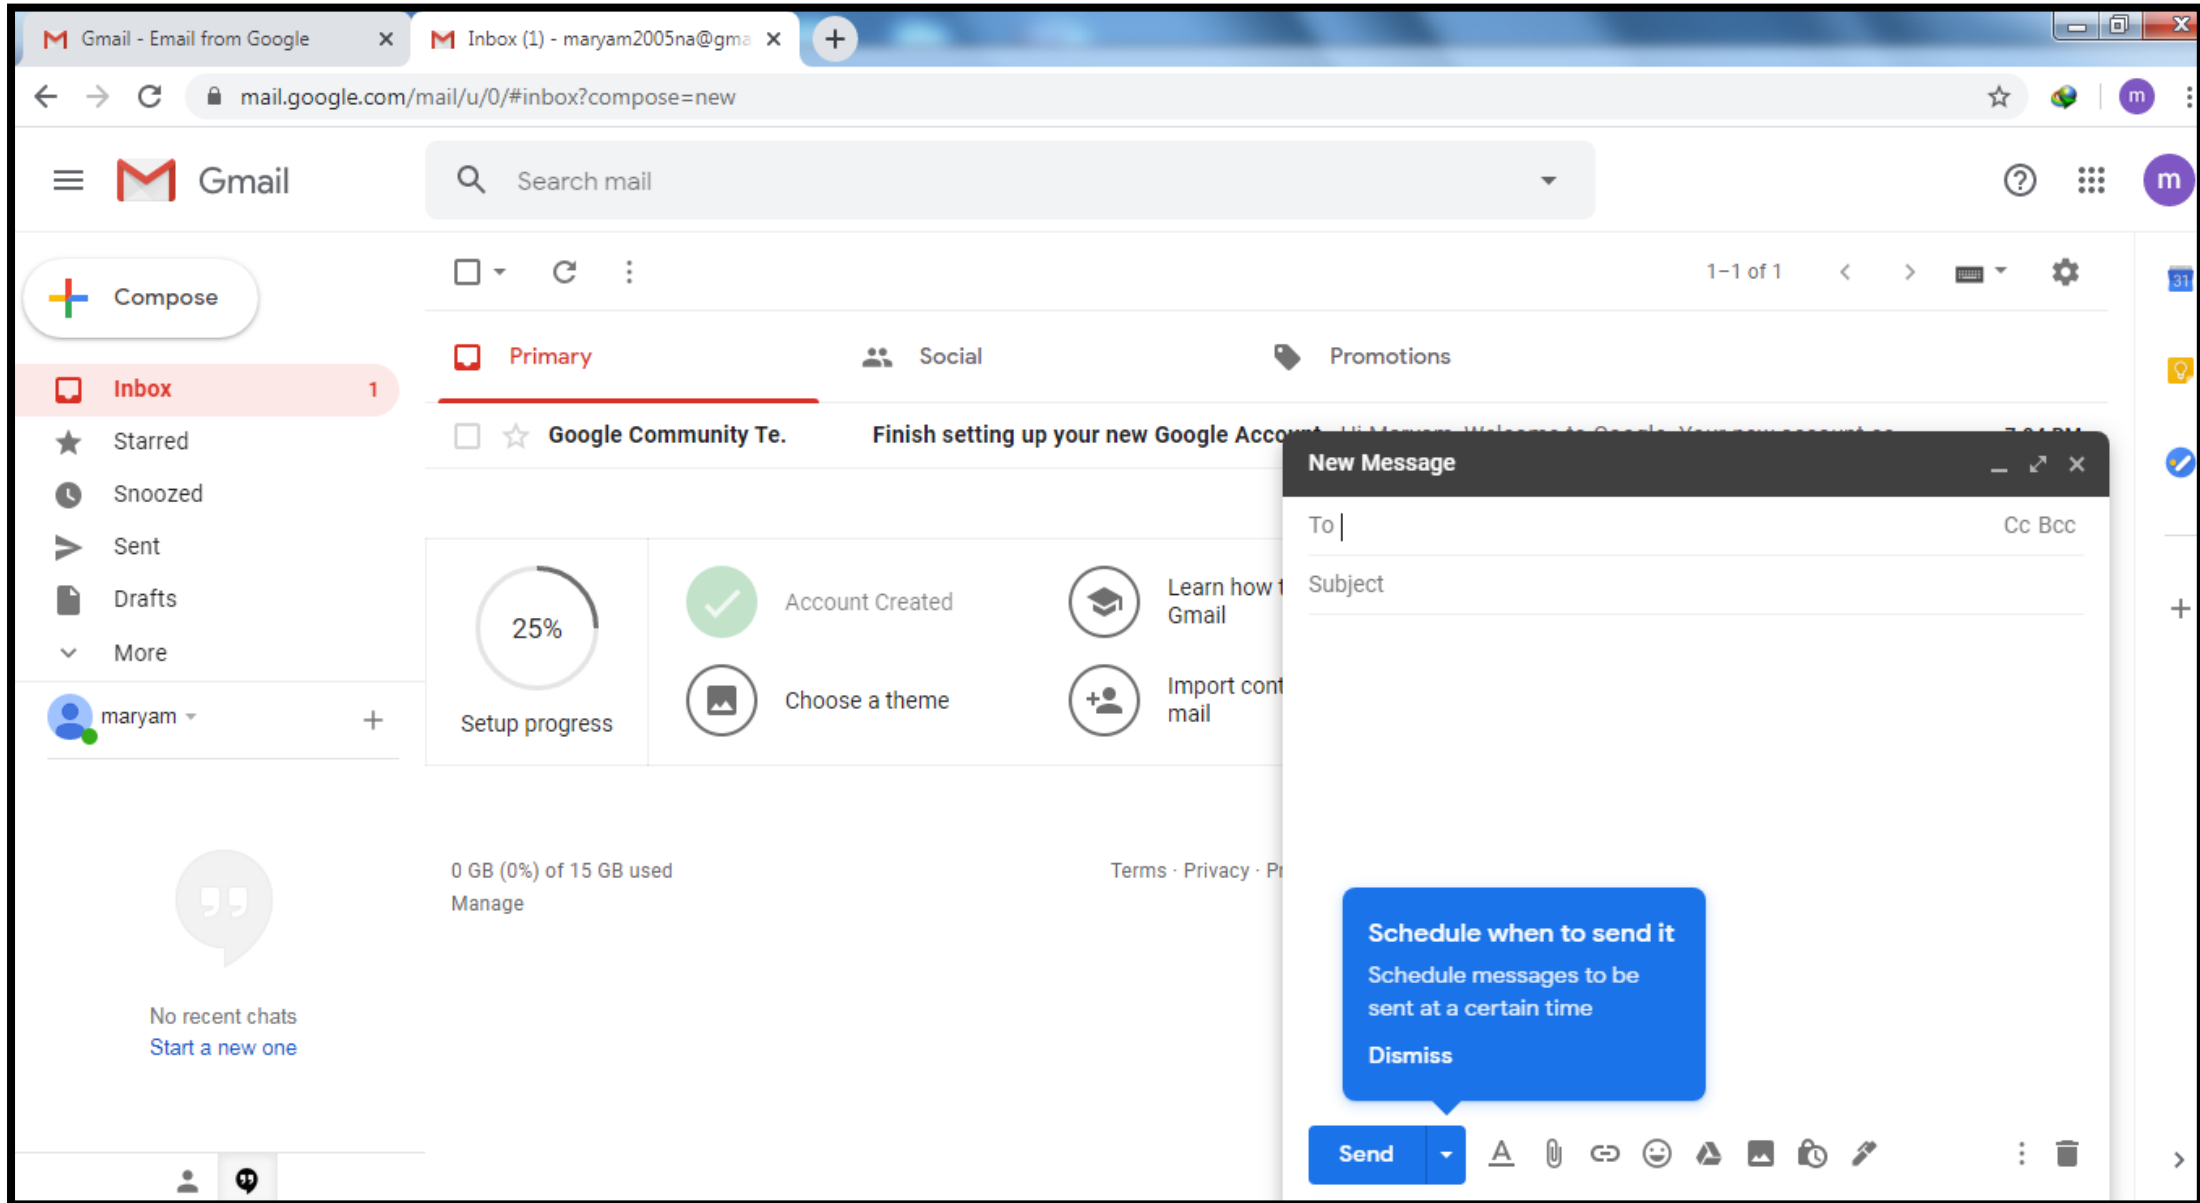 Gmail - Email from Google
Inbox (1) - maryam2005na@gma
mail.google.com/mail/u/0/#inbox?compose=new
m
Gmail
Search mail
m
Compose
1–1 of 1
31
Primary
Social
Promotions
Inbox 1
Starred
Snoozed
Sent
Drafts
More
maryam
No recent chats
Start a new one
Google Community Te. Finish setting up your new Google Account
25%
Setup progress
Account Created
Choose a theme
Learn how t
Gmail
Import cont
mail
0 GB (0%) of 15 GB used
Manage
Terms · Privacy ·
New Message
To Cc Bcc
Subject
Schedule when to send it
Schedule messages to be
sent at a certain time
Dismiss
Send